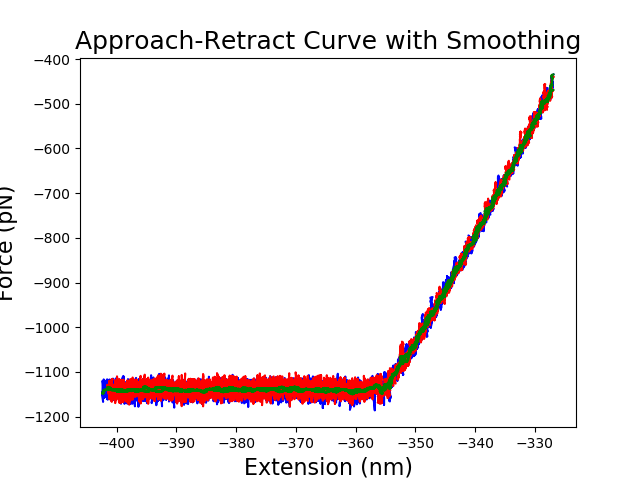 Approach-Retract Curve with Smoothing
−400
−500
−600
−700
−800
−900
−1000
−1100
−1200
Force (pN)
−400 −390 −380 −370 −360 −350 −340 −330
Extension (nm)